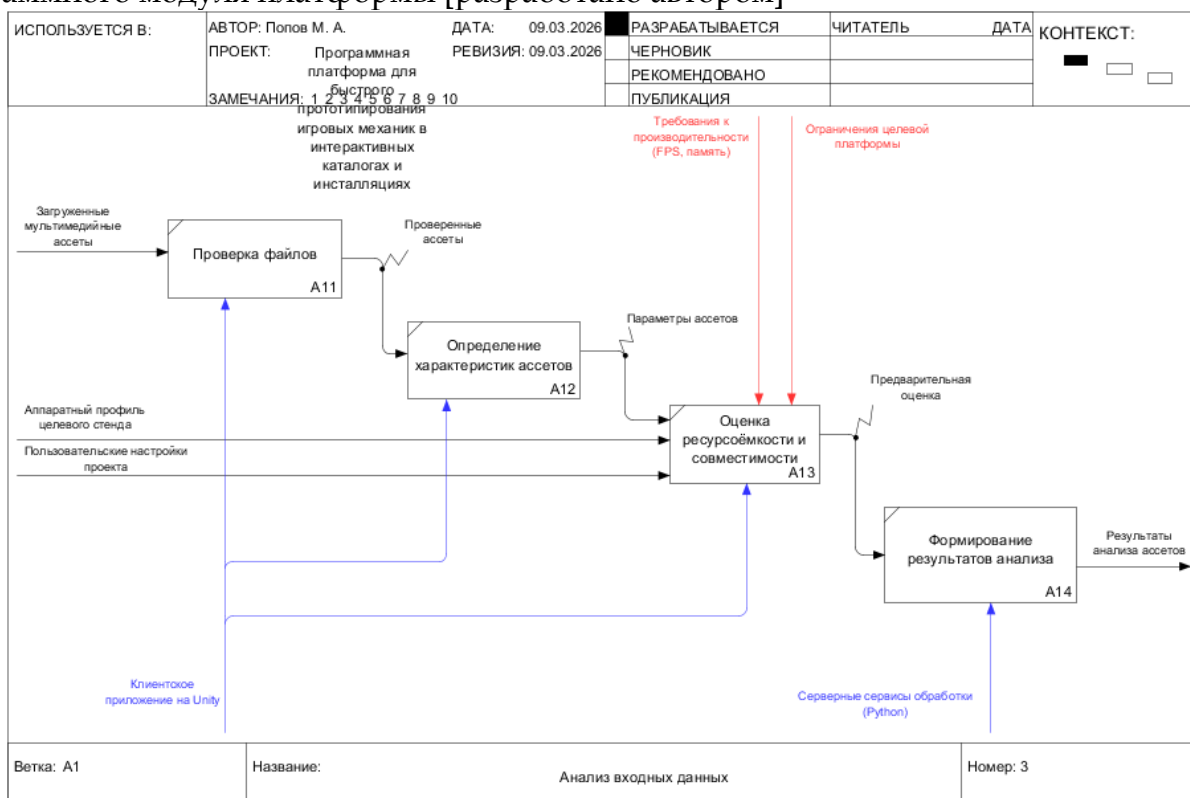 аммного модуля платформы [разработано автором]
ИСПОЛЬЗУЕТСЯ В:
АВТОР: Попов М. А.
ДАТА: 09.03.2026
ПРОЕКТ: Программная
платформа для
быстрого
прототипирования
игровых механик в
интерактивных
каталогах и
инсталляциях
РЕВИЗИЯ: 09.03.2026
ЗАМЕЧАНИЯ: 1 2 3 4 5 6 7 8 9 10
РАЗРАБАТЫВАЕТСЯ
ЧЕРНОВИК
РЕКОМЕНДОВАНО
ПУБЛИКАЦИЯ
ЧИТАТЕЛЬ
ДАТА
КОНТЕКСТ:
Требования к
производительности
(FPS, память)
Ограничения целевой
платформы
Загруженные
мультимедийные
ассеты
Проверка файлов
A11
Проверенные
ассеты
Определение
характеристик ассетов
A12
Параметры ассетов
Аппаратный профиль
целевого стенда
Пользовательские настройки
проекта
Оценка
ресурсоёмкости и
совместимости
A13
Предварительная
оценка
Формирование
результатов анализа
A14
Результаты
анализа ассетов
Клиентское
приложение на Unity
Серверные сервисы обработки
(Python)
Ветка: A1
Название:
Анализ входных данных
Номер: 3